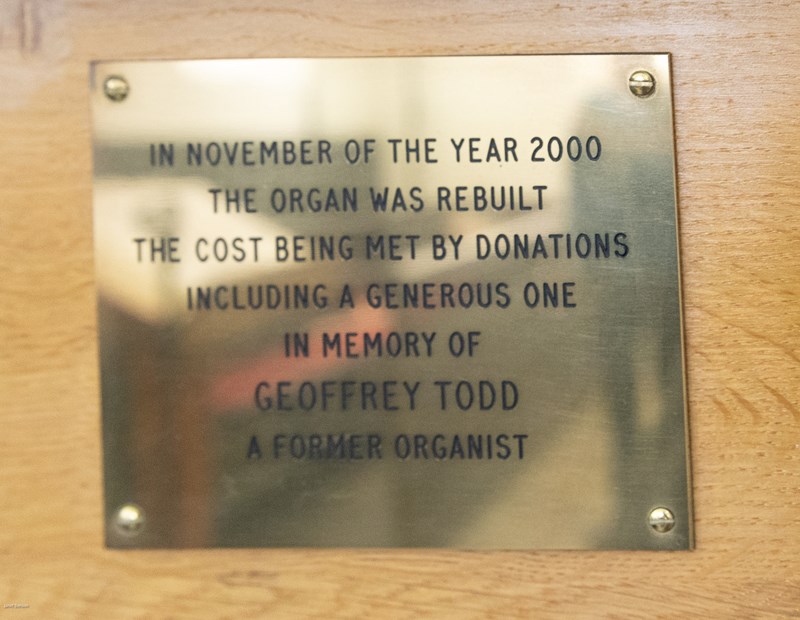 IN NOVEMBER OF THE YEAR 2000
THE ORGAN WAS REBUILT
THE COST BEING MET BY DONATIONS
INCLUDING A GENEROUS ONE
IN MEMORY OF
GEOFFREY TODD
A FORMER ORGANIST